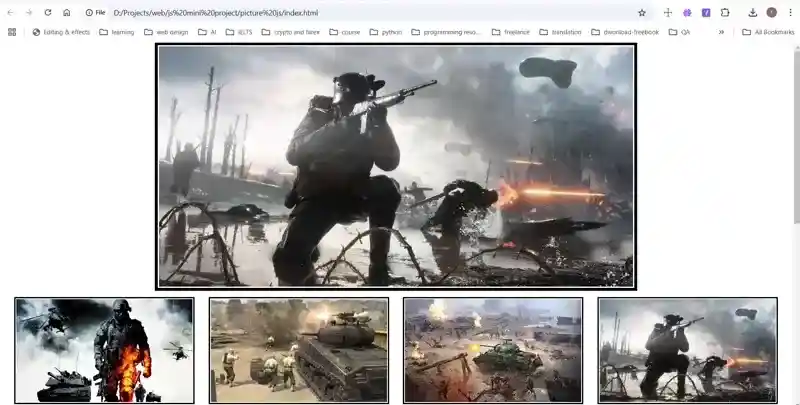 File D:/Projects/web/js%20mini%20project/picture%20js/index.html
Editing & effects learning web design AI IELTS crypto and forex course python programming reso... freelance translation dwonload-freebook QA » All Bookmarks